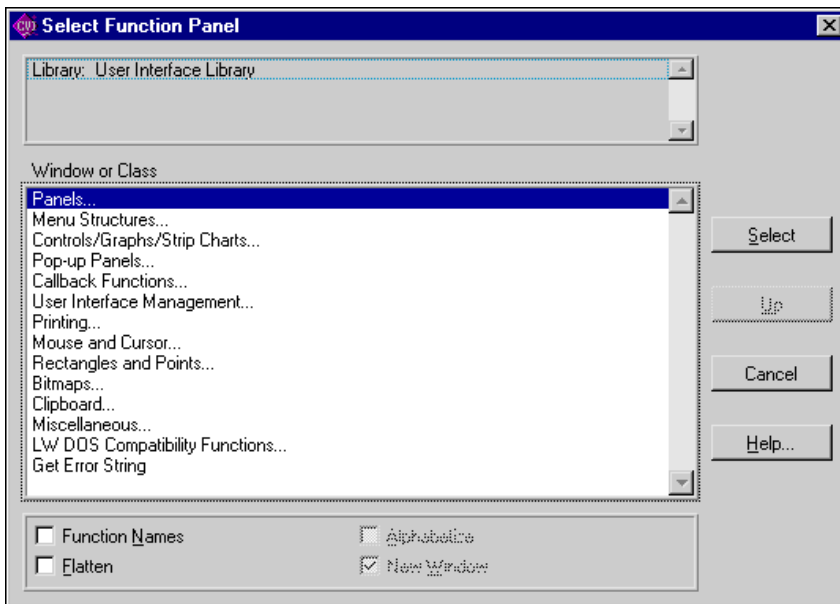 CVI Select Function Panel
Library: User Interface Library
Window or Class
Panels...
Menu Structures...
Controls/Graphs/Strip Charts...
Pop-up Panels...
Callback Functions...
User Interface Management...
Printing...
Mouse and Cursor...
Rectangles and Points...
Bitmaps...
Clipboard...
Miscellaneous...
LW DOS Compatibility Functions...
Get Error String
Select
Up
Cancel
Help...
Function Names
Alphabetize
Flatten
New Window